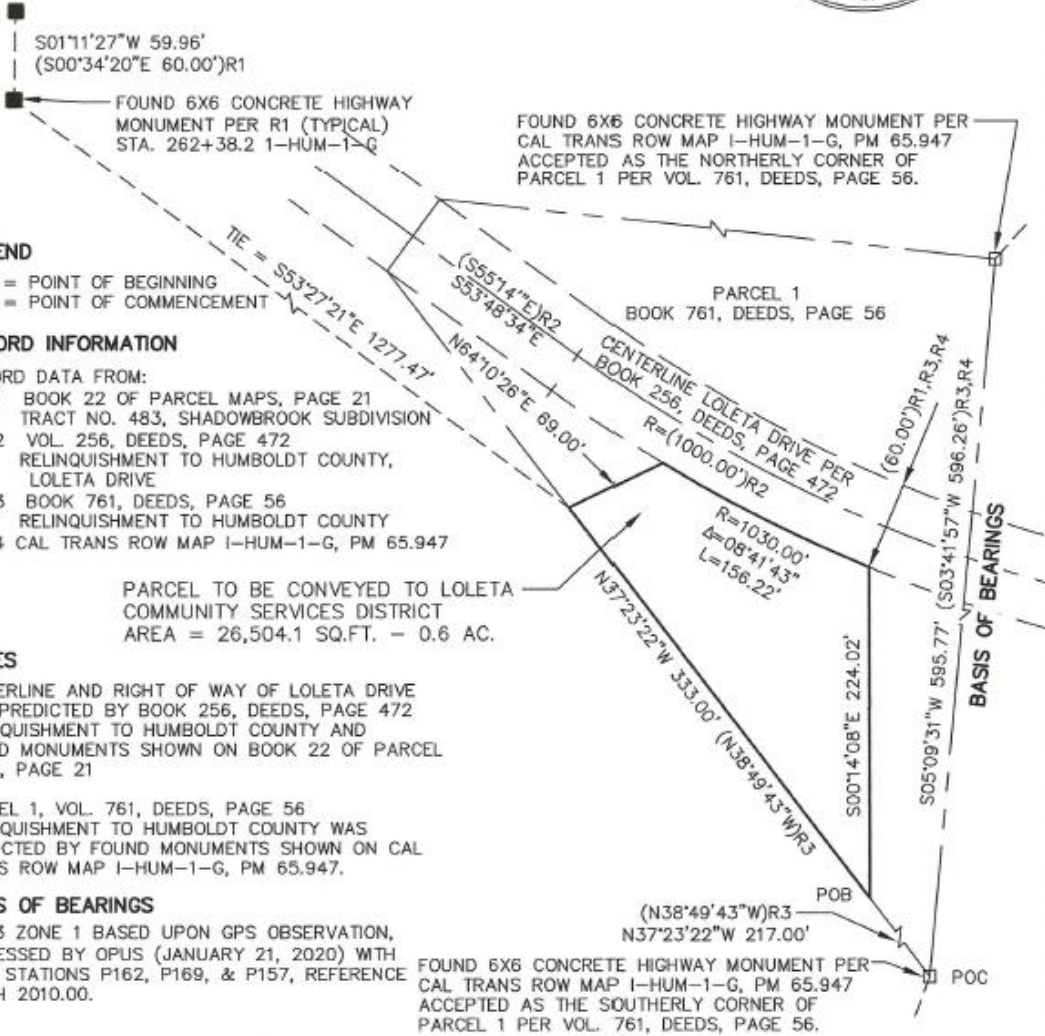 S01°11'27"W 59.96'
(S00°34'20"E 60.00')R1
FOUND 6X6 CONCRETE HIGHWAY
MONUMENT PER R1 (TYPICAL)
STA. 262+38.2 1-HUM-1-G
FOUND 6X6 CONCRETE HIGHWAY MONUMENT PER
CAL TRANS ROW MAP I-HUM-1-G, PM 65.947
ACCEPTED AS THE NORTHERLY CORNER OF
PARCEL 1 PER VOL. 761, DEEDS, PAGE 56.
TIE = S53°27'21"E 1277.47'
END
= POINT OF BEGINNING
= POINT OF COMMENCEMENT
(S55°14'"E)R2
S53°48'34"E
PARCEL 1
BOOK 761, DEEDS, PAGE 56
CENTERLINE LOLETA DRIVE PER
BOOK 256, DEEDS, PAGE 472
R=(1000.00')R2
N64°10'26"E 69.00'
(60.00')R1,R3,R4
ORD INFORMATION
ORD DATA FROM:
BOOK 22 OF PARCEL MAPS, PAGE 21
TRACT NO. 483, SHADOWBROOK SUBDIVISION
2 VOL. 256, DEEDS, PAGE 472
RELINQUISHMENT TO HUMBOLDT COUNTY,
LOLETA DRIVE
3 BOOK 761, DEEDS, PAGE 56
RELINQUISHMENT TO HUMBOLDT COUNTY
4 CAL TRANS ROW MAP I-HUM-1-G, PM 65.947
R=1030.00'
Δ=08°41'43"
L=156.22'
PARCEL TO BE CONVEYED TO LOLETA
COMMUNITY SERVICES DISTRICT
AREA = 26,504.1 SQ.FT. - 0.6 AC.
N37°23'22"W 333.00' (N38°49'43"W)R3
S00°14'08"E 224.02'
S05°09'31"W 595.77' (S03°41'57"W 596.26')R3,R4
BASIS OF BEARINGS
ES
ERLINE AND RIGHT OF WAY OF LOLETA DRIVE
PREDICTED BY BOOK 256, DEEDS, PAGE 472
QUISHMENT TO HUMBOLDT COUNTY AND
D MONUMENTS SHOWN ON BOOK 22 OF PARCEL
, PAGE 21
EL 1, VOL. 761, DEEDS, PAGE 56
QUISHMENT TO HUMBOLDT COUNTY WAS
CTED BY FOUND MONUMENTS SHOWN ON CAL
S ROW MAP I-HUM-1-G, PM 65.947.
S OF BEARINGS
3 ZONE 1 BASED UPON GPS OBSERVATION,
ESSED BY OPUS (JANUARY 21, 2020) WITH
STATIONS P162, P169, & P157, REFERENCE
H 2010.00.
POB
(N38°49'43"W)R3
N37°23'22"W 217.00'
POC
FOUND 6X6 CONCRETE HIGHWAY MONUMENT PER
CAL TRANS ROW MAP I-HUM-1-G, PM 65.947
ACCEPTED AS THE SOUTHERLY CORNER OF
PARCEL 1 PER VOL. 761, DEEDS, PAGE 56.